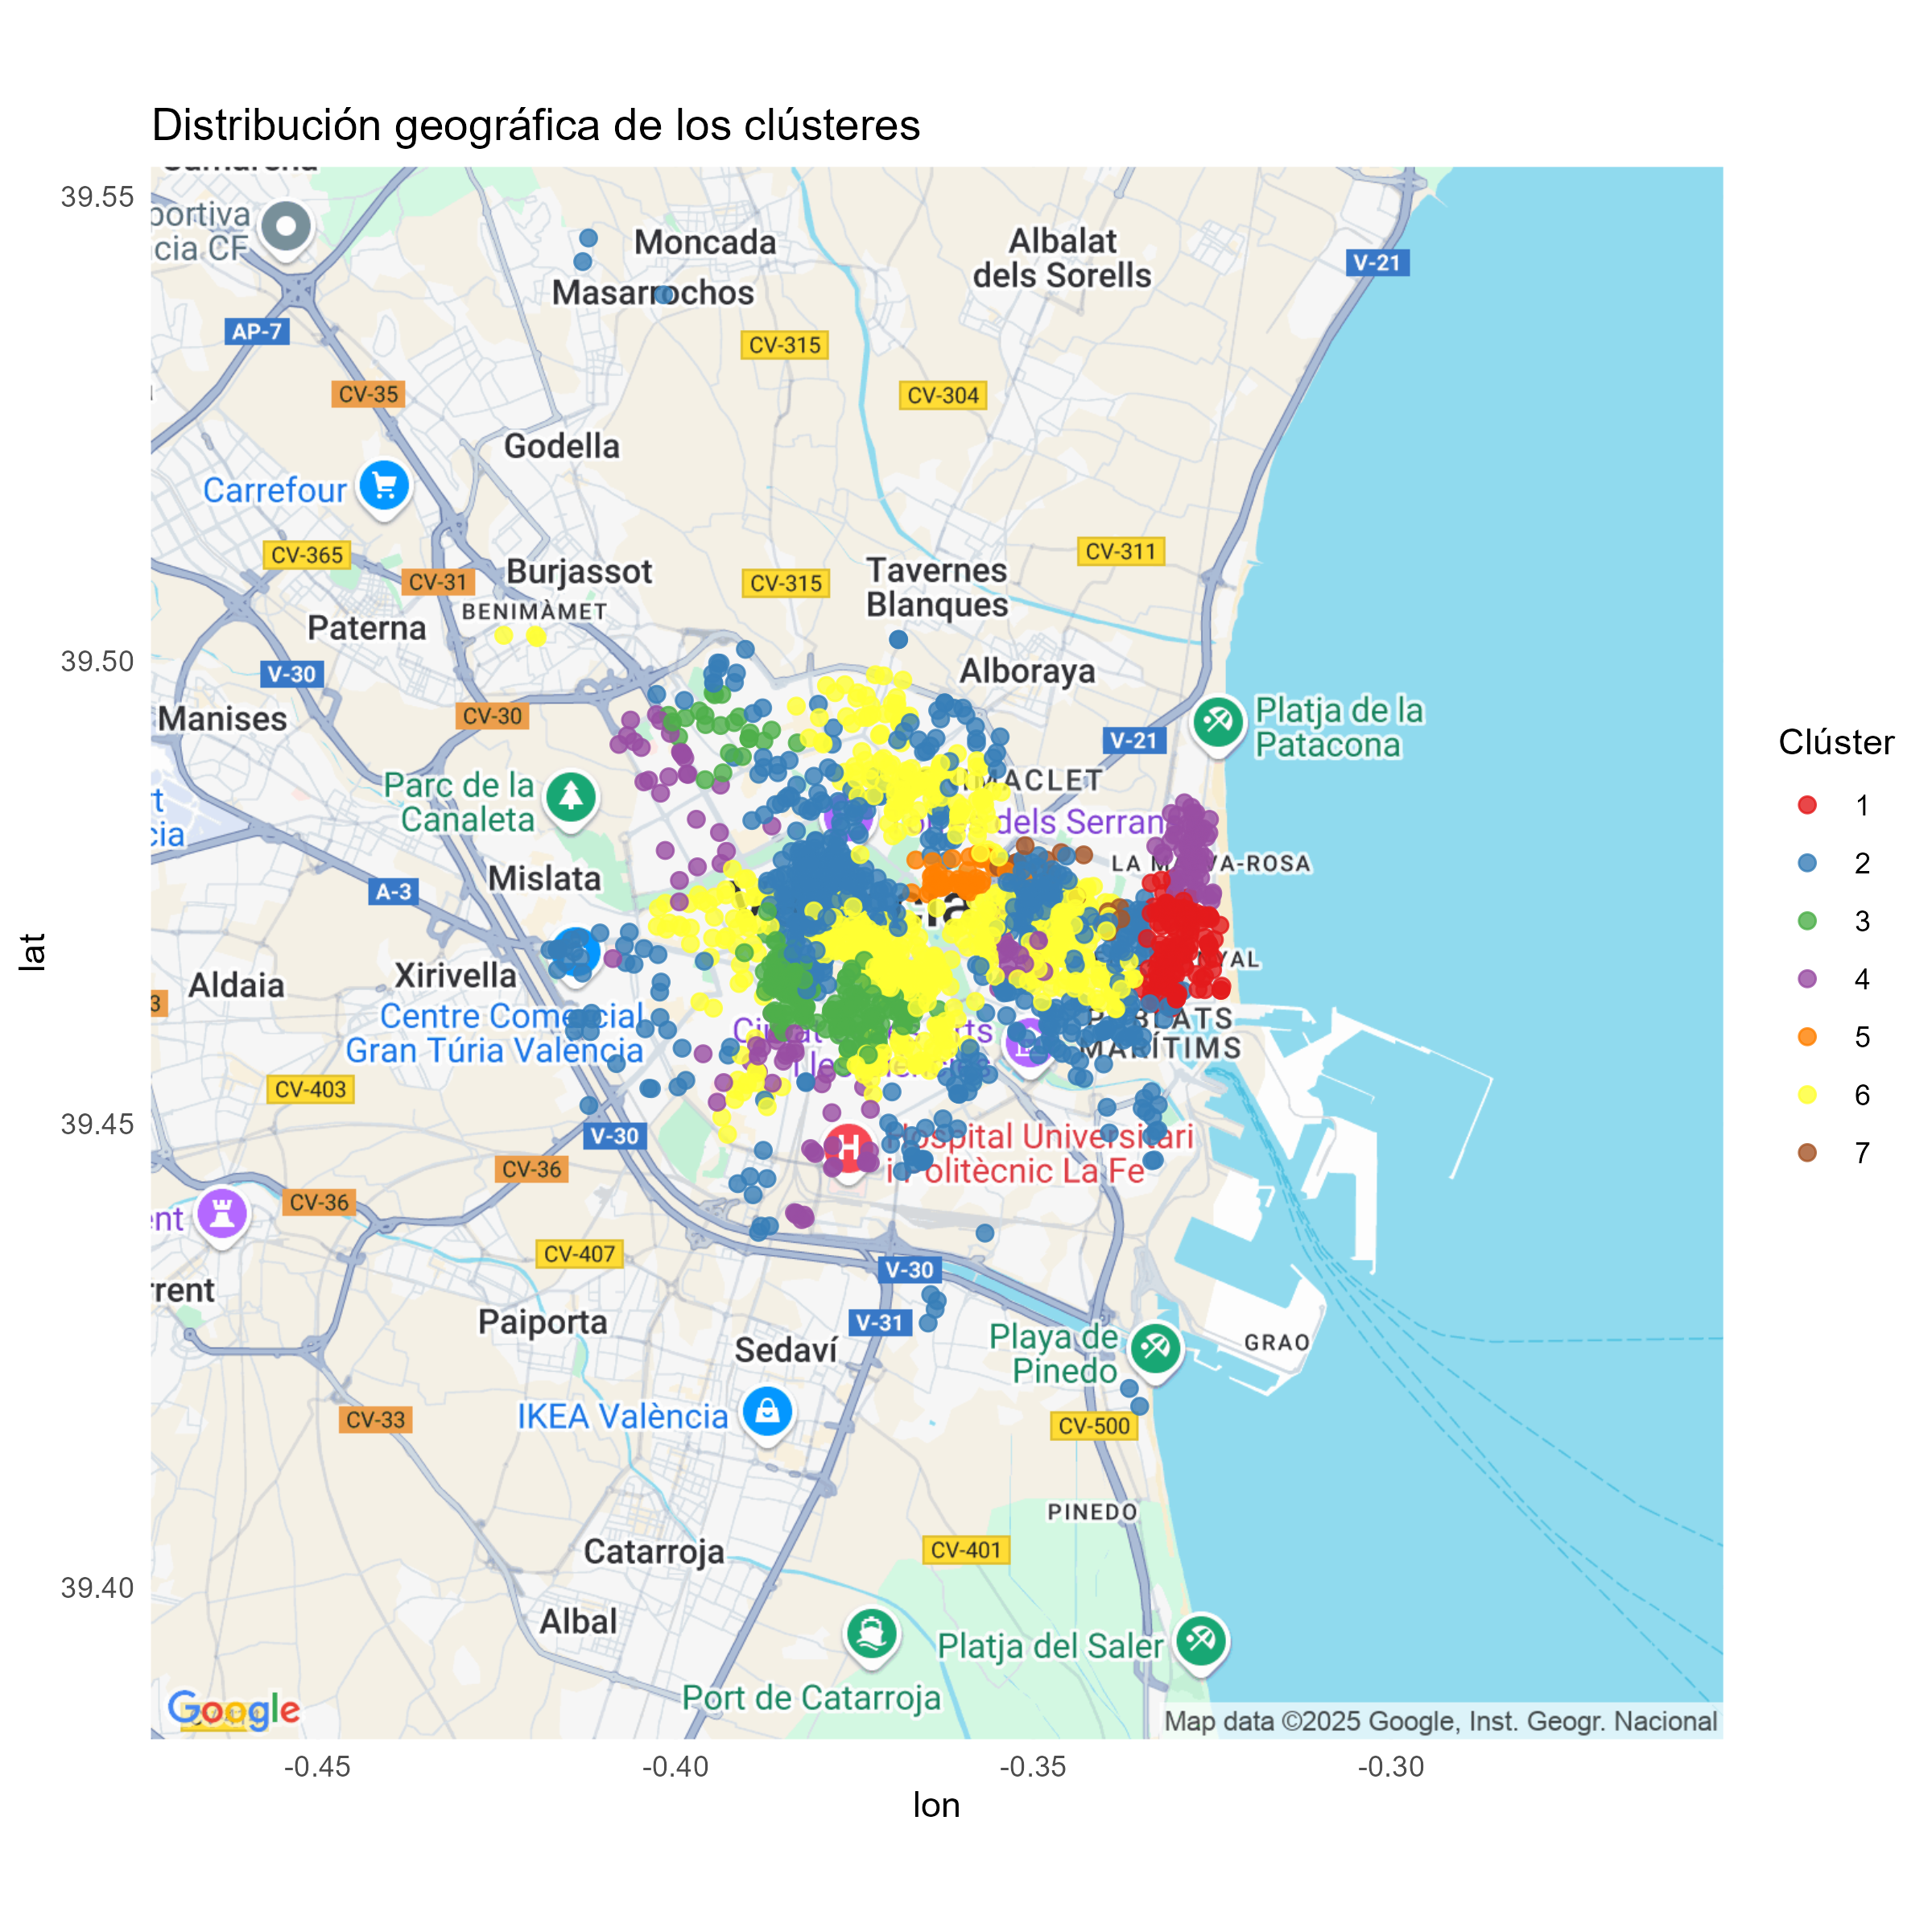 Distribución geográfica de los clústeres
39.55
39.50
39.45
39.40
lat
-0.45
-0.40
-0.35
-0.30
lon
Clúster
1
2
3
4
5
6
7
portiva
cia CF
Moncada
Masarrochos
Albalat
dels Sorells
V-21
AP-7
CV-315
CV-35
CV-304
Godella
Carrefour
CV-365
CV-31
Burjassot
BENIMÀMET
CV-315
Tavernes
Blanques
CV-311
Paterna
V-30
Alboraya
Manises
CV-30
V-21
Platja de la
Patacona
Parc de la
Canaleta
MACLET
dels Serran
Mislata
A-3
LA M VA-ROSA
Xirivella
Aldaia
YAL
3
Centre Comercial
Gran Túria València
P BLATS
MARÍTIMS
CV-403
V-30
Hospital Universitari
i Politècnic La Fe
CV-36
CV-36
ent
CV-407
V-30
rrent
Paiporta
V-31
Sedaví
Playa de
Pinedo
GRAO
IKEA València
CV-33
CV-500
PINEDO
Catarroja
CV-401
Albal
Platja del Saler
Port de Catarroja
Google
Map data ©2025 Google, Inst. Geogr. Nacional